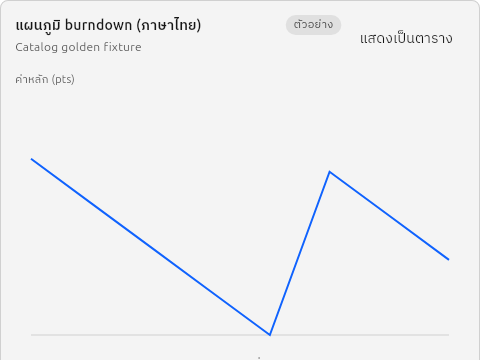 แผนภูมิ burndown (ภาษาไทย)
ตัวอย่าง
แสดงเป็นตาราง
Catalog golden fixture
ค่าหลัก (pts)